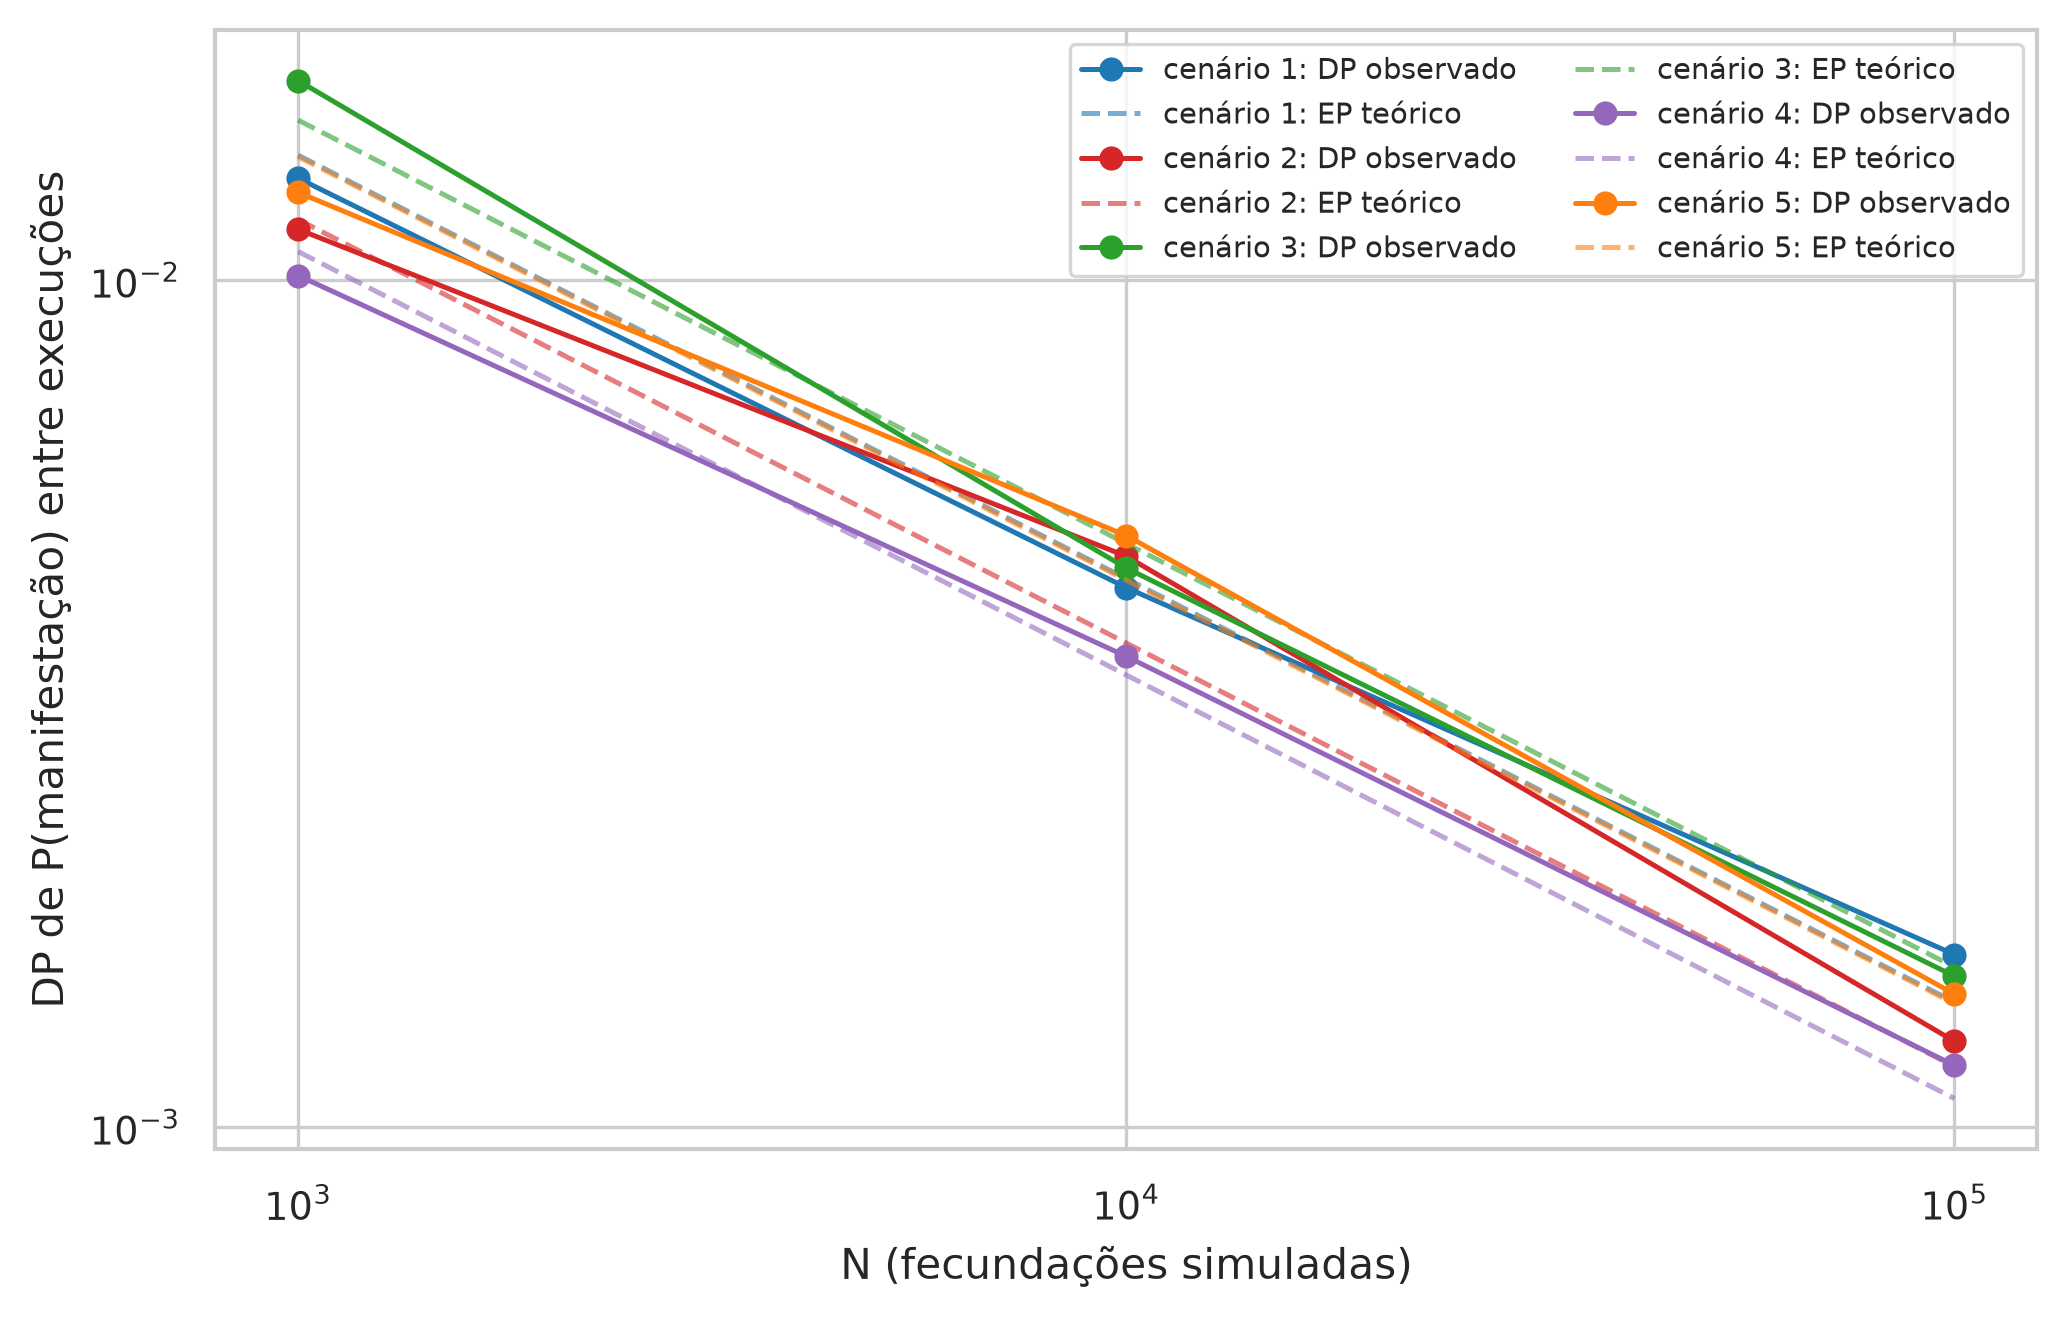 DP de P(manifestação) entre execuções
10⁻²
10⁻³
cenário 1: DP observado
cenário 1: EP teórico
cenário 2: DP observado
cenário 2: EP teórico
cenário 3: DP observado
cenário 3: EP teórico
cenário 4: DP observado
cenário 4: EP teórico
cenário 5: DP observado
cenário 5: EP teórico
10³
10⁴
10⁵
N (fecundações simuladas)